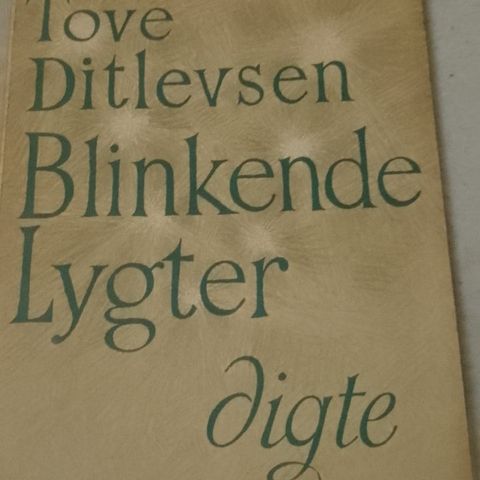 Tove
Ditlevsen
Blinkende
Lygter
digte